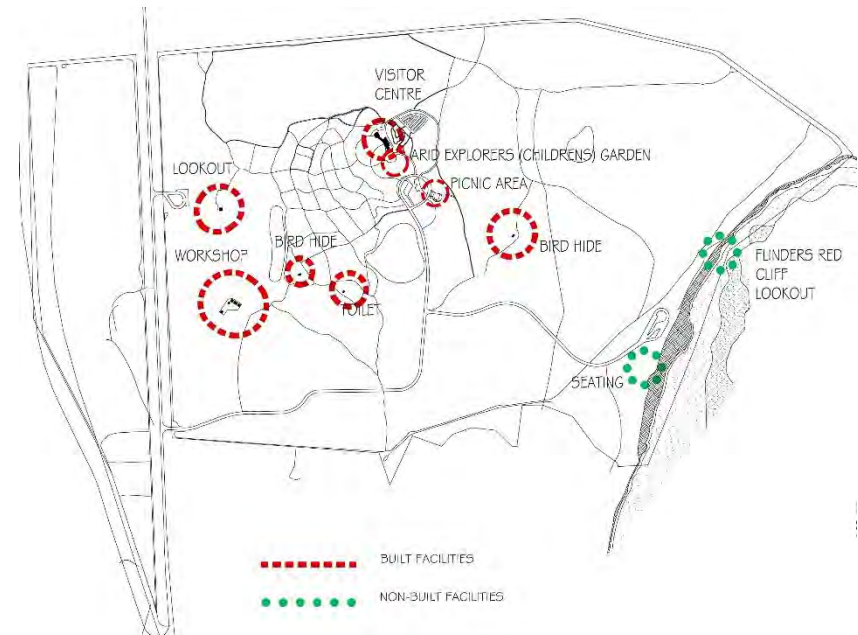 VISITOR
CENTRE
ARID EXPLORERS (CHILDRENS) GARDEN
LOOKOUT
PICNIC AREA
BIRD HIDE
BIRD HIDE
WORKSHOP
FLINDERS RED
CLIFF
LOOKOUT
TOILET
SEATING
BUILT FACILITIES
NON-BUILT FACILITIES